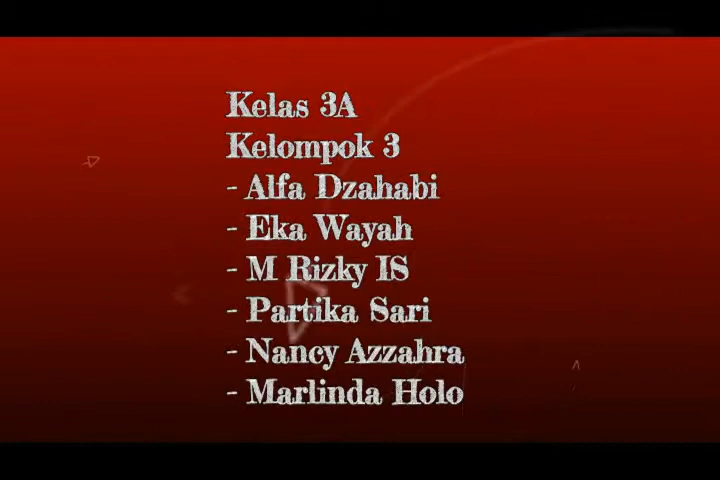 Kelas 3A
Kelompok 3
- Alfa Dzahabi
- Eka Wayah
- M Rizky IS
- Partika Sari
- Nancy Azzahra
- Marlinda Holo